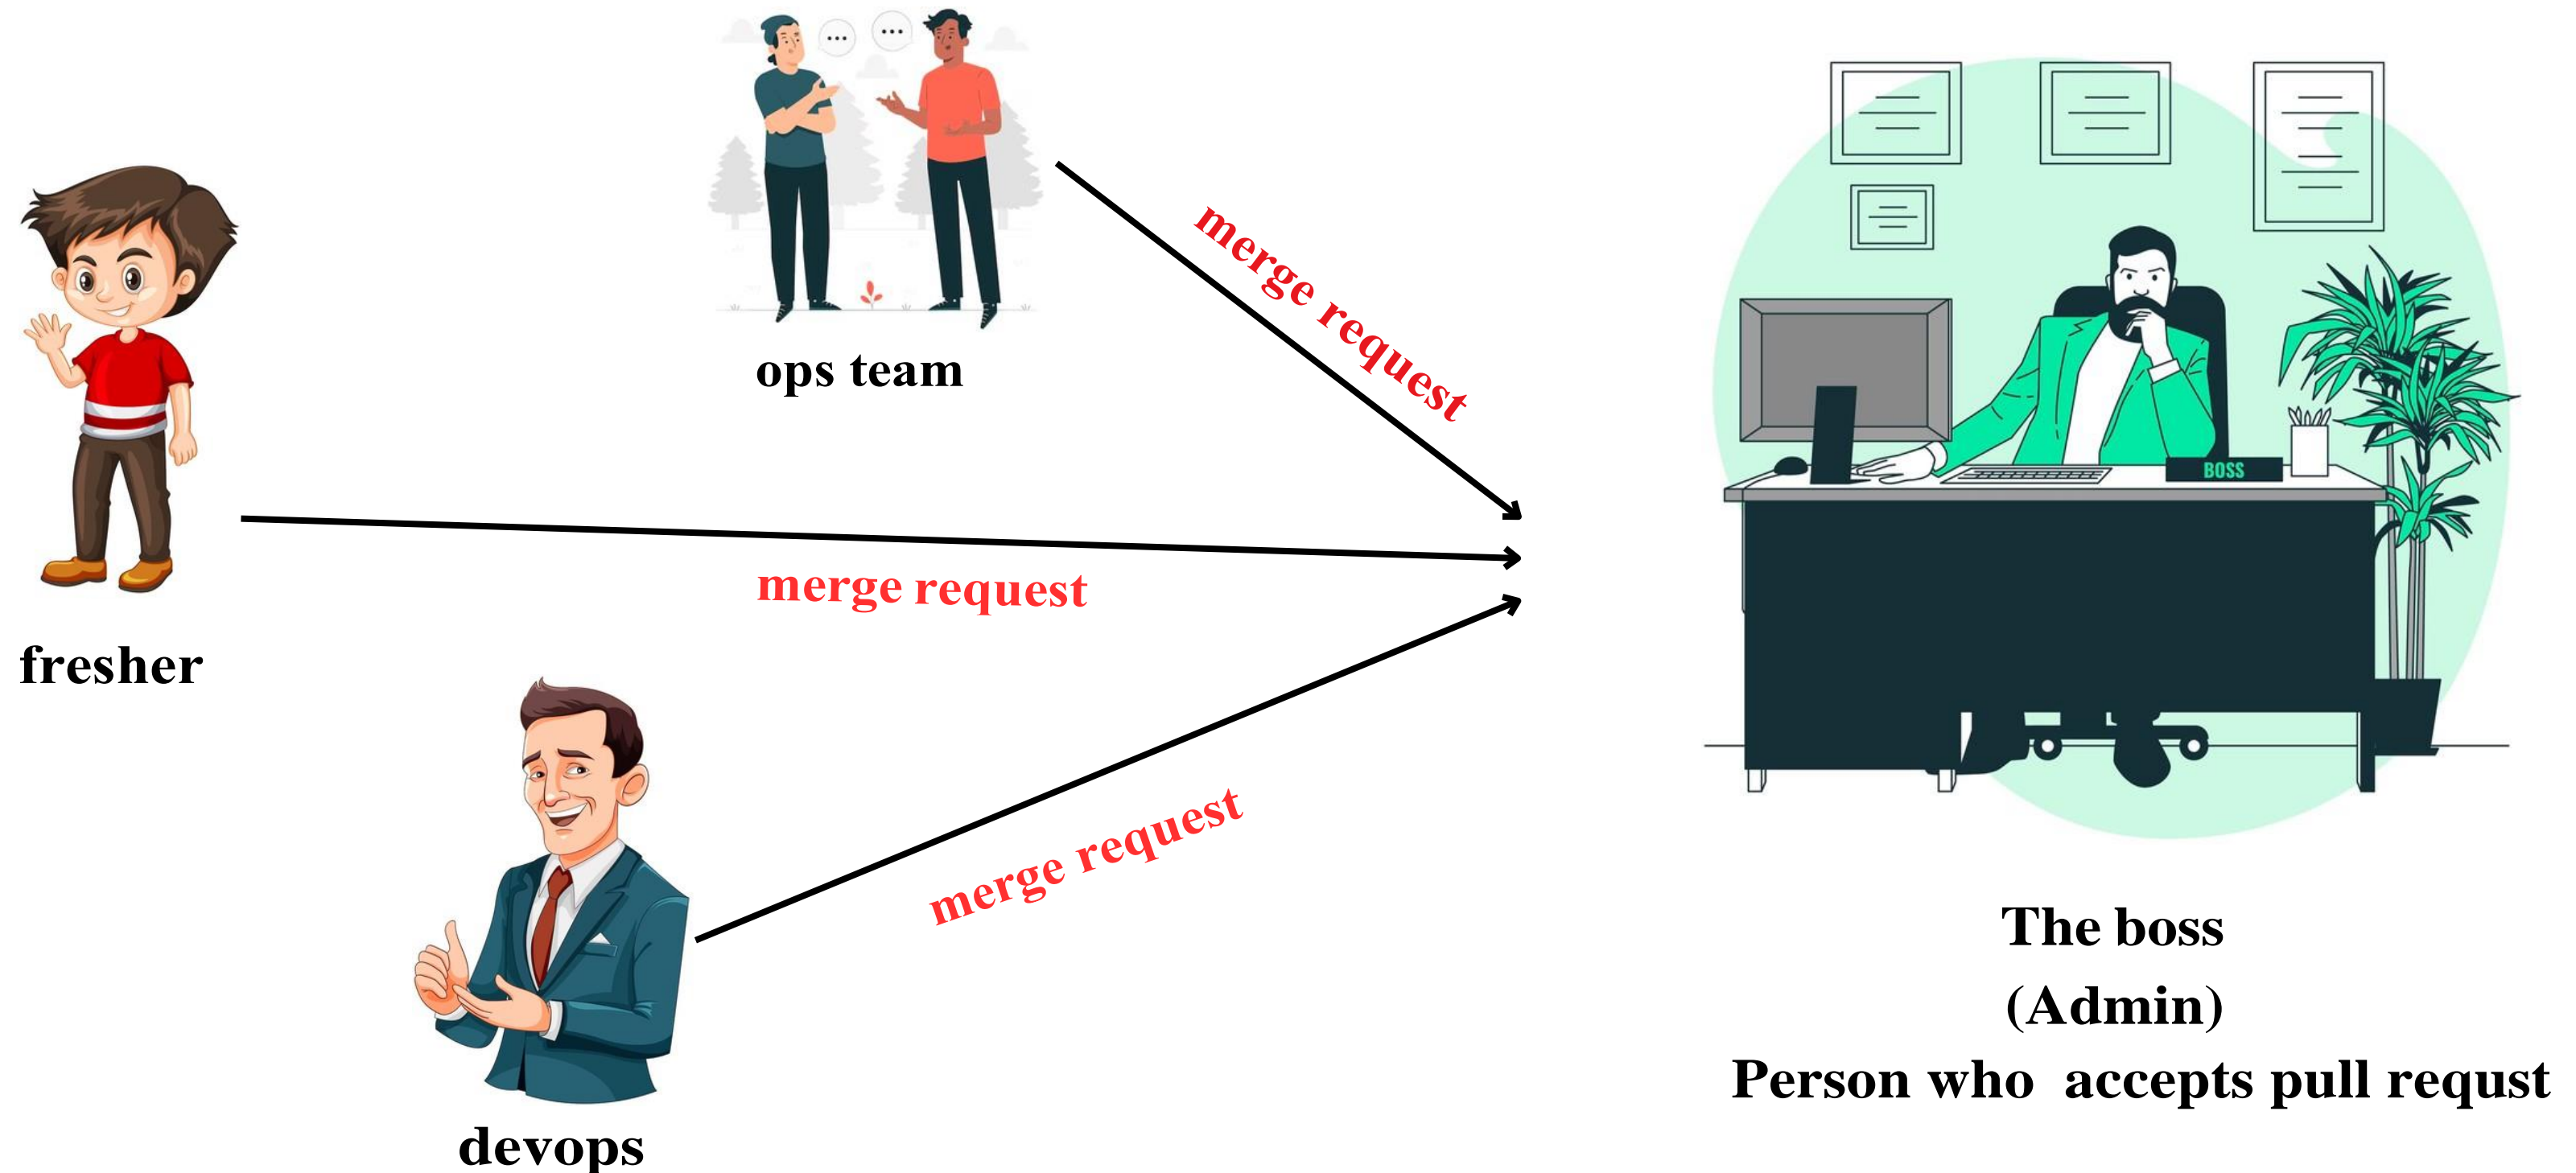 ops team
merge request
BOSS
merge request
fresher
merge request
devops
The boss
(Admin)
Person who accepts pull requst